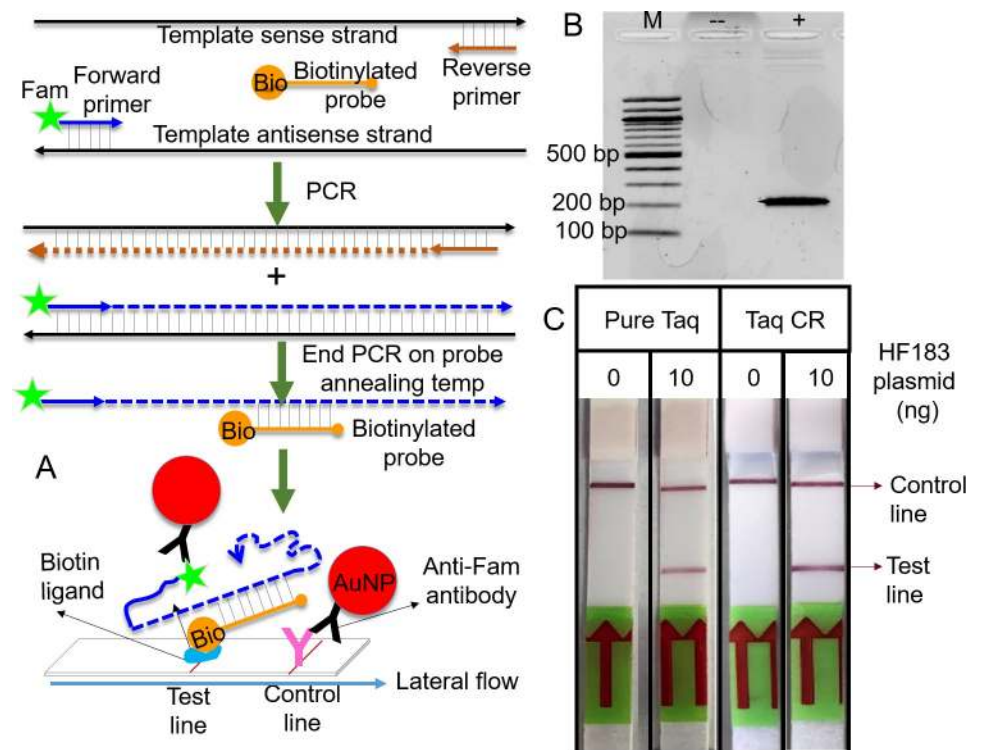 Template sense strand
Fam
Forward
primer
Bio
Biotinylated
probe
Reverse
primer
Template antisense strand
PCR
+
End PCR on probe
annealing temp
Bio
Biotinylated
probe
A
Biotin
ligand
Bio
AuNP
Anti-Fam
antibody
Test
line
Control
line
Lateral flow
B
M -- +
500 bp
200 bp
100 bp
C
Pure Taq
Taq CR
0 10 0 10
HF183
plasmid
(ng)
Control
line
Test
line